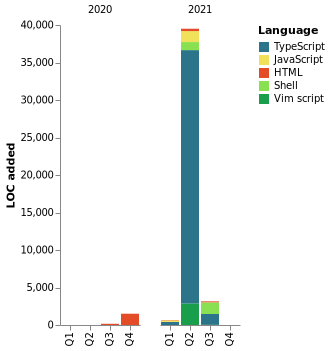 2020
2021
LOC added
40,000
35,000
30,000
25,000
20,000
15,000
10,000
5,000
0
Q1
Q2
Q3
Q4
Q1
Q2
Q3
Q4
Language
TypeScript
JavaScript
HTML
Shell
Vim script